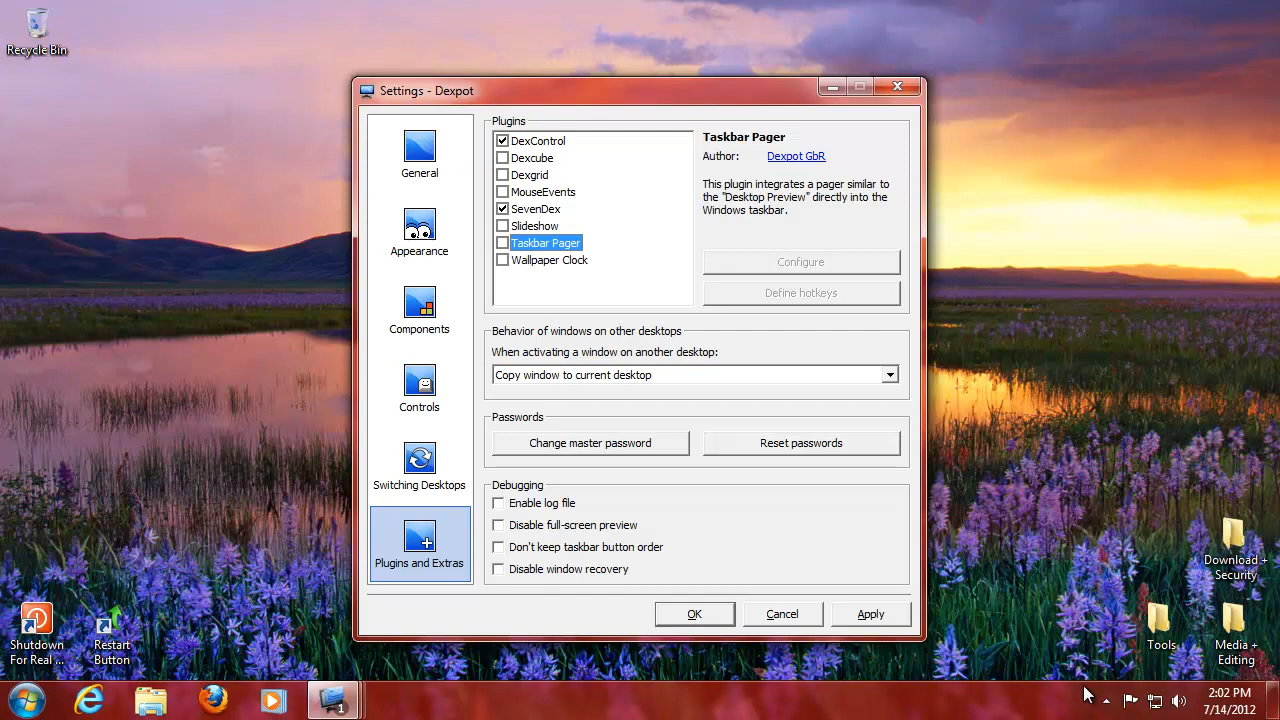 Recycle Bin
Settings - Dexpot
General
Appearance
Components
Controls
Switching Desktops
Plugins and Extras
Plugins
DexControl
Dexcube
Dexgrid
MouseEvents
SevenDex
Slideshow
Taskbar Pager
Wallpaper Clock
Taskbar Pager
Author: Dexpot GbR
This plugin integrates a pager similar to
the "Desktop Preview" directly into the
Windows taskbar.
Configure
Define hotkeys
Behavior of windows on other desktops
When activating a window on another desktop:
Copy window to current desktop
Passwords
Change master password
Reset passwords
Debugging
Enable log file
Disable full-screen preview
Don't keep taskbar button order
Disable window recovery
OK
Cancel
Apply
Shutdown
For Real ...
Restart
Button
Download +
Security
Tools
Media +
Editing
1
2:02 PM
7/14/2012